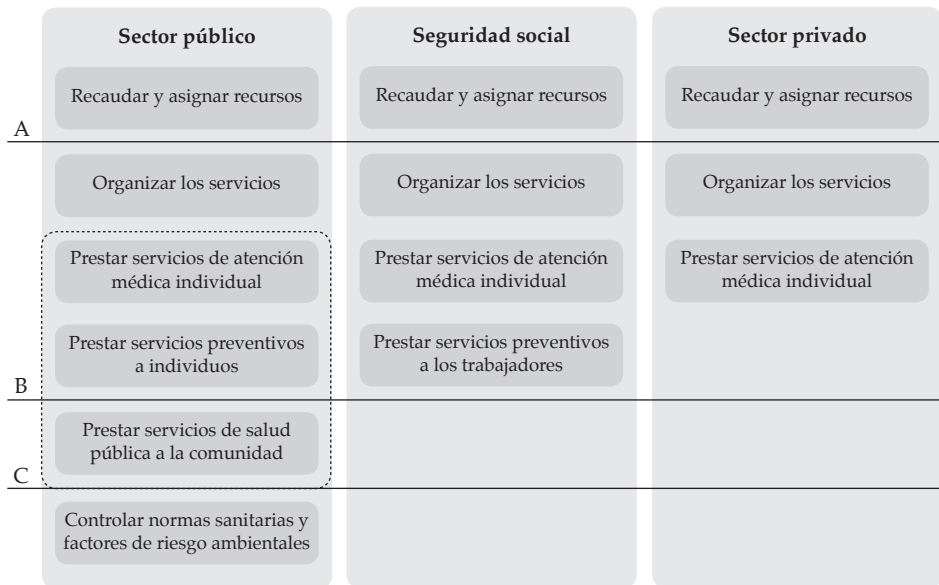 Sector público
Seguridad social
Sector privado
Recaudar y asignar recursos
Recaudar y asignar recursos
Recaudar y asignar recursos
A
Organizar los servicios
Organizar los servicios
Organizar los servicios
Prestar servicios de atención
médica individual
Prestar servicios de atención
médica individual
Prestar servicios de atención
médica individual
Prestar servicios preventivos
a individuos
Prestar servicios preventivos
a los trabajadores
B
Prestar servicios de salud
pública a la comunidad
C
Controlar normas sanitarias y
factores de riesgo ambientales